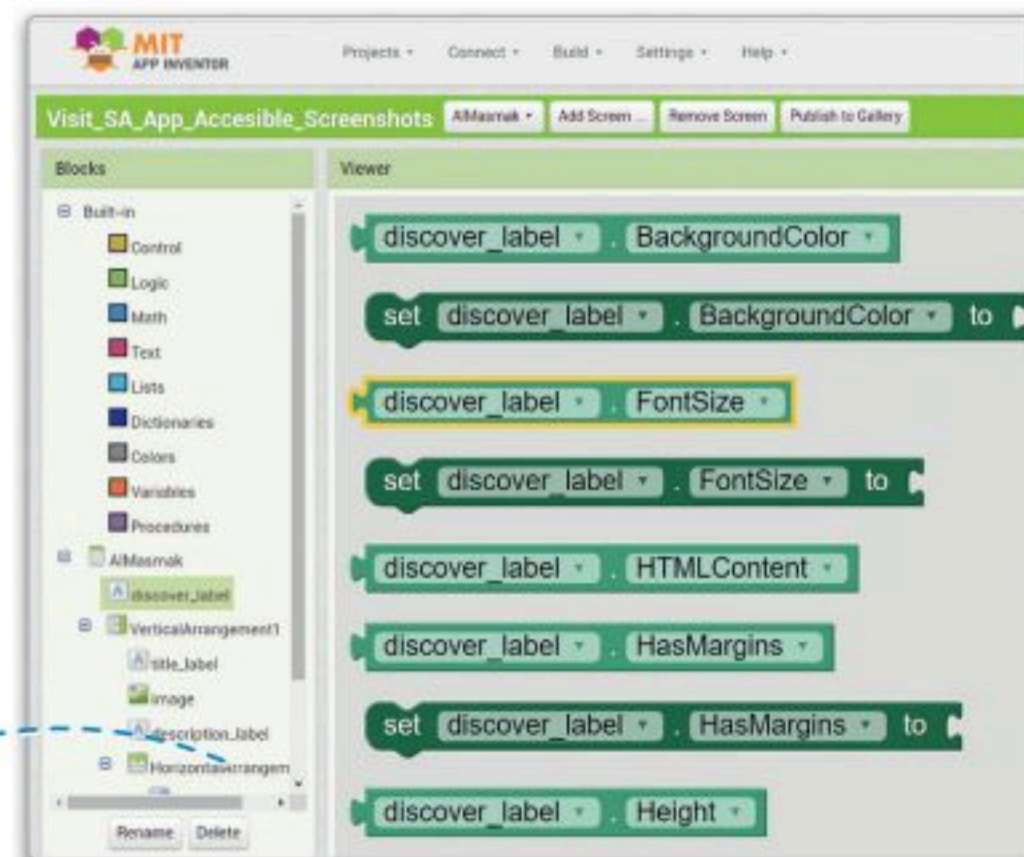 MIT
APP INVENTOR
Projects Connect Build Settings Help
Visit_SA_App_Accesible_Screenshots AlMasmak Add Screen ... Remove Screen Publish to Gallery
Blocks
Viewer
Built-in
Control
Logic
Math
Text
Lists
Dictionaries
Colors
Variables
Procedures
AlMasmak
discover_label
VerticalArrangement1
title_label
image
description_label
HorizontalArrangem
Rename Delete
discover_label . BackgroundColor
set discover_label . BackgroundColor to
discover_label . FontSize
set discover_label . FontSize to
discover_label . HTMLContent
discover_label . HasMargins
set discover_label . HasMargins to
discover_label . Height